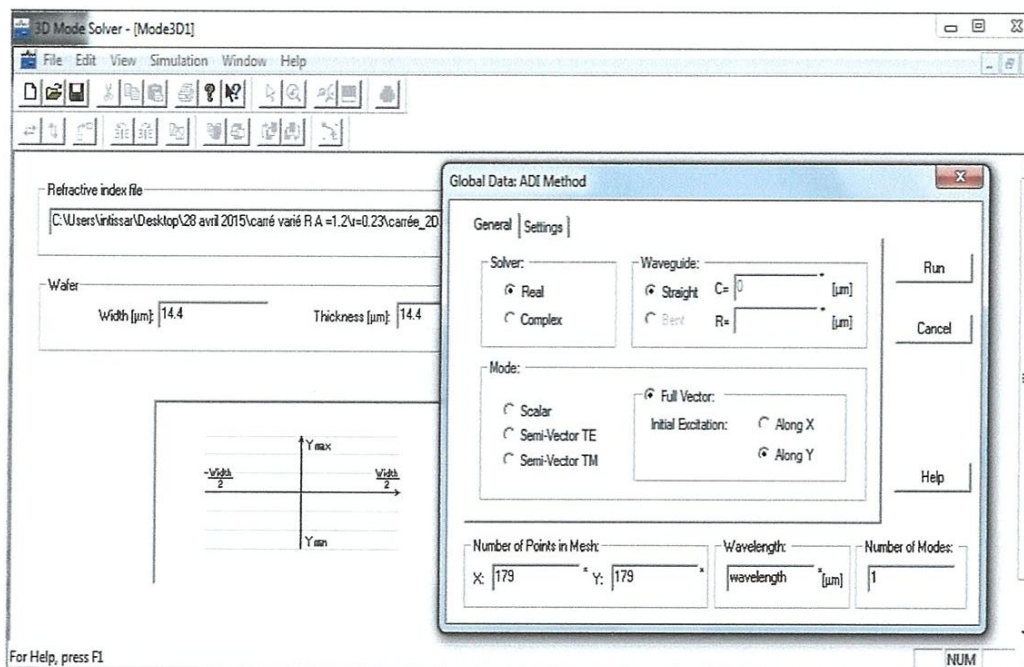 3D Mode Solver - [Mode3D1]
File Edit View Simulation Window Help
Refractive index file
C:\Users\intissar\Desktop\28 avril 2015\carré varié R A =1.2\r=0.23\carrée_2D
Wafer
Width [µm]: 14.4 Thickness [µm]: 14.4
Ymax
-Width/2 Width/2
Ymin
Global Data: ADI Method
General Settings
Solver:
Real
Complex
Waveguide:
Straight C= 0 * [µm]
Bent R= * [µm]
Run
Cancel
Help
Mode:
Scalar
Semi-Vector TE
Semi-Vector TM
Full Vector:
Initial Excitation: Along X
Along Y
Number of Points in Mesh:
X: 179 * Y: 179 *
Wavelength:
wavelength * [µm]
Number of Modes:
1
For Help, press F1
NUM